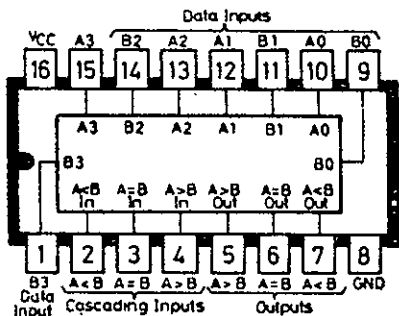 Data Inputs
VCC A3 B2 A2 A1 B1 A0 B0
16 15 14 13 12 11 10 9
A3 B2 A2 A1 B1 A0
B3 B0
A<B A=B A>B A>B A=B A<B
In In In Out Out Out
1 2 3 4 5 6 7 8
B3 A<B A=B A>B A>B A=B A<B GND
Data Input Cascading Inputs Outputs